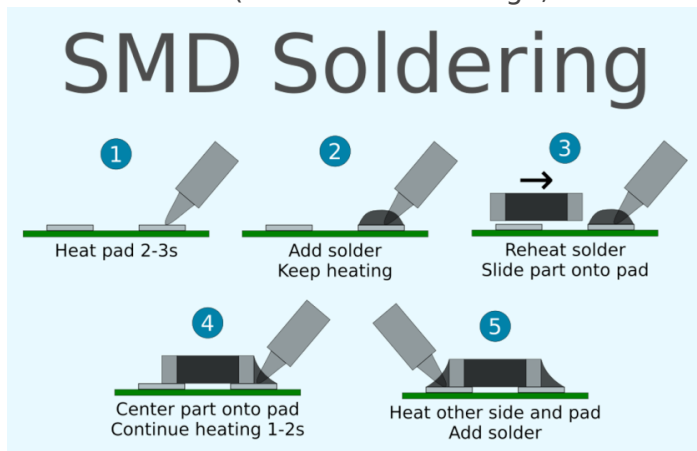 SMD Soldering
1
2
3
Heat pad 2-3s
Add solder
Keep heating
Reheat solder
Slide part onto pad
4
5
Center part onto pad
Continue heating 1-2s
Heat other side and pad
Add solder